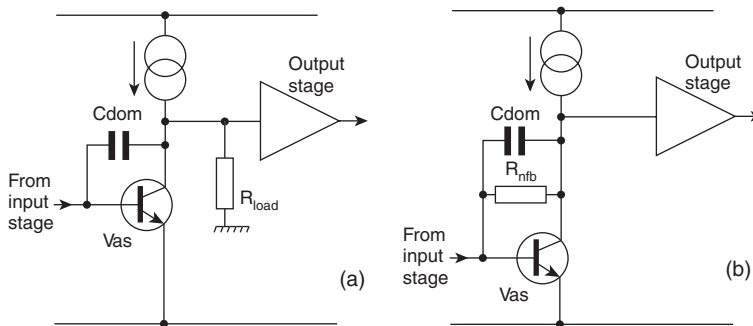 Output
stage
Cdom
From
input
stage
Vas
Rload
(a)
Output
stage
Cdom
Rnfb
From
input
stage
Vas
(b)